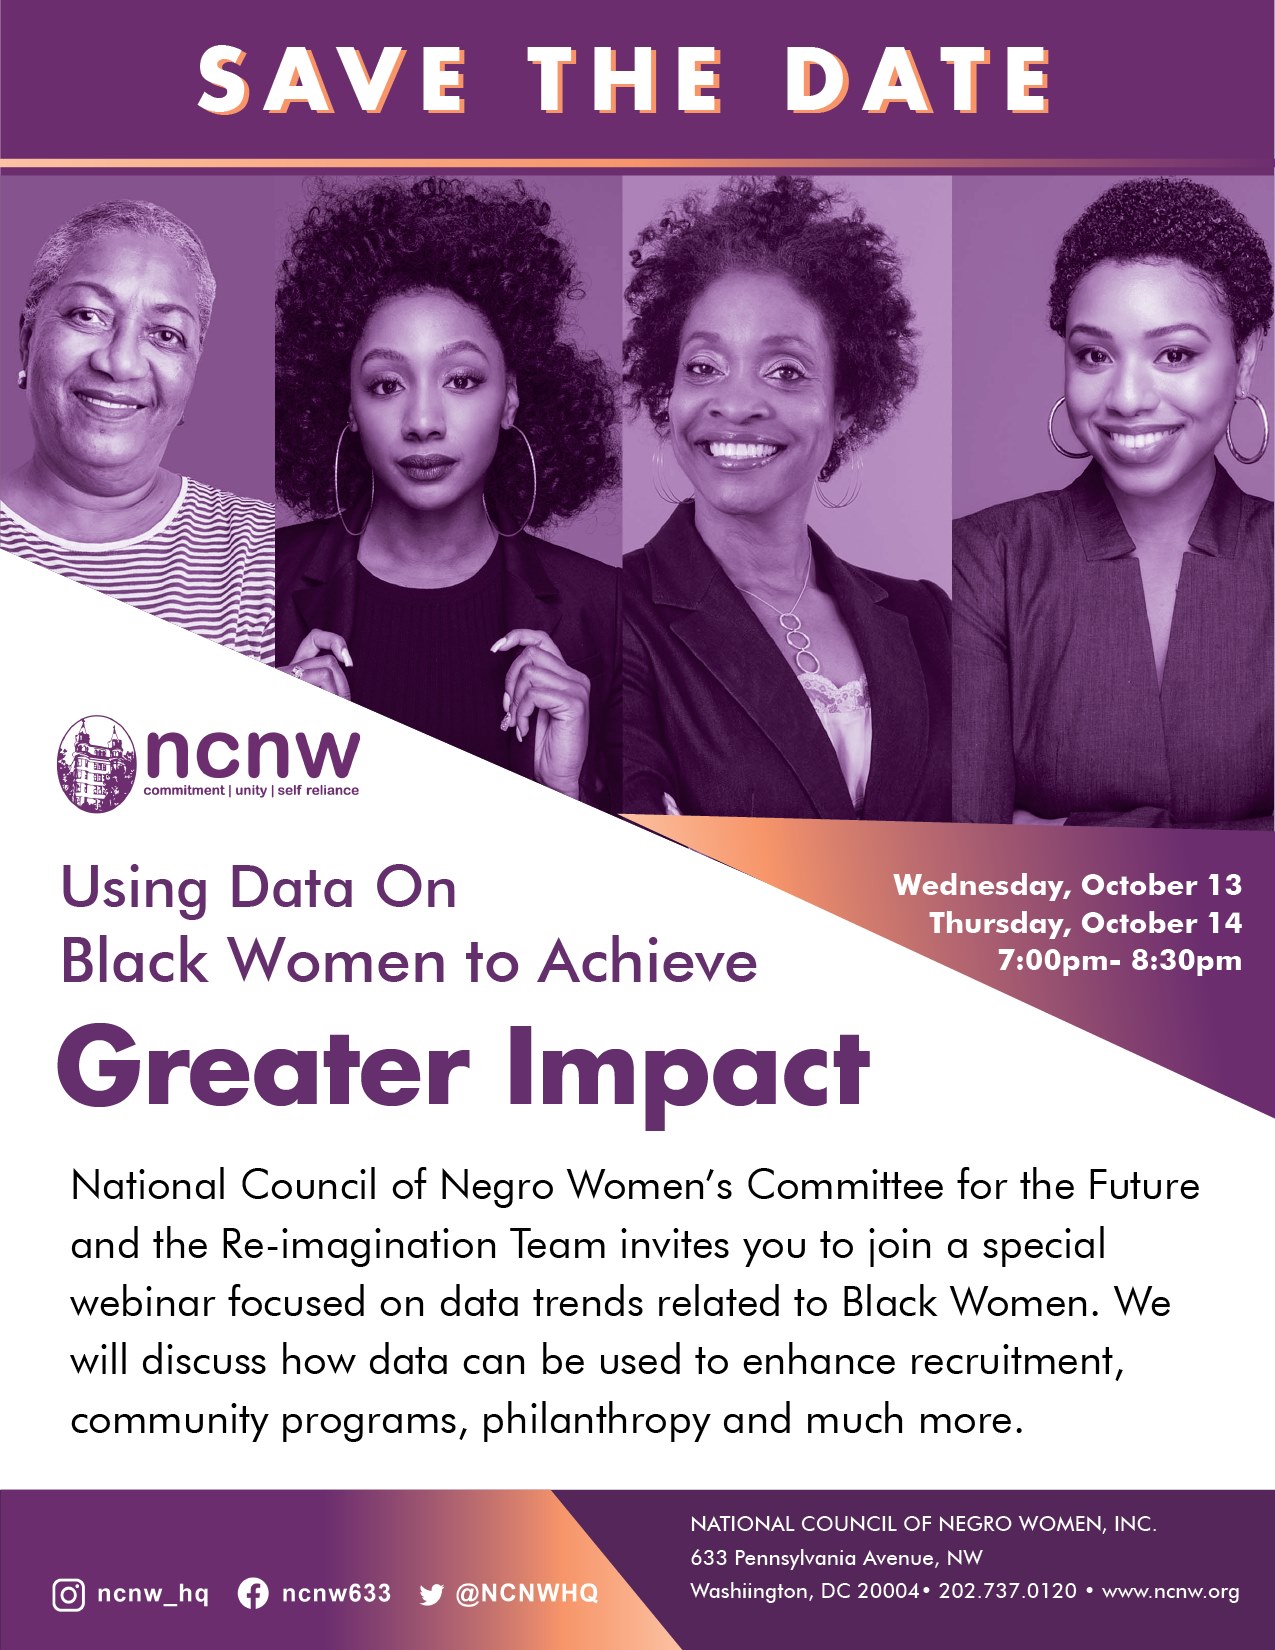 SAVE THE DATE
ncnw
commitment | unity | self reliance
Using Data On
Black Women to Achieve
Greater Impact
Wednesday, October 13
Thursday, October 14
7:00pm- 8:30pm
National Council of Negro Women’s Committee for the Future
and the Re-imagination Team invites you to join a special
webinar focused on data trends related to Black Women. We
will discuss how data can be used to enhance recruitment,
community programs, philanthropy and much more.
ncnw_hq ncnw633 @NCNWHQ
NATIONAL COUNCIL OF NEGRO WOMEN, INC.
633 Pennsylvania Avenue, NW
Washiington, DC 20004• 202.737.0120 • www.ncnw.org